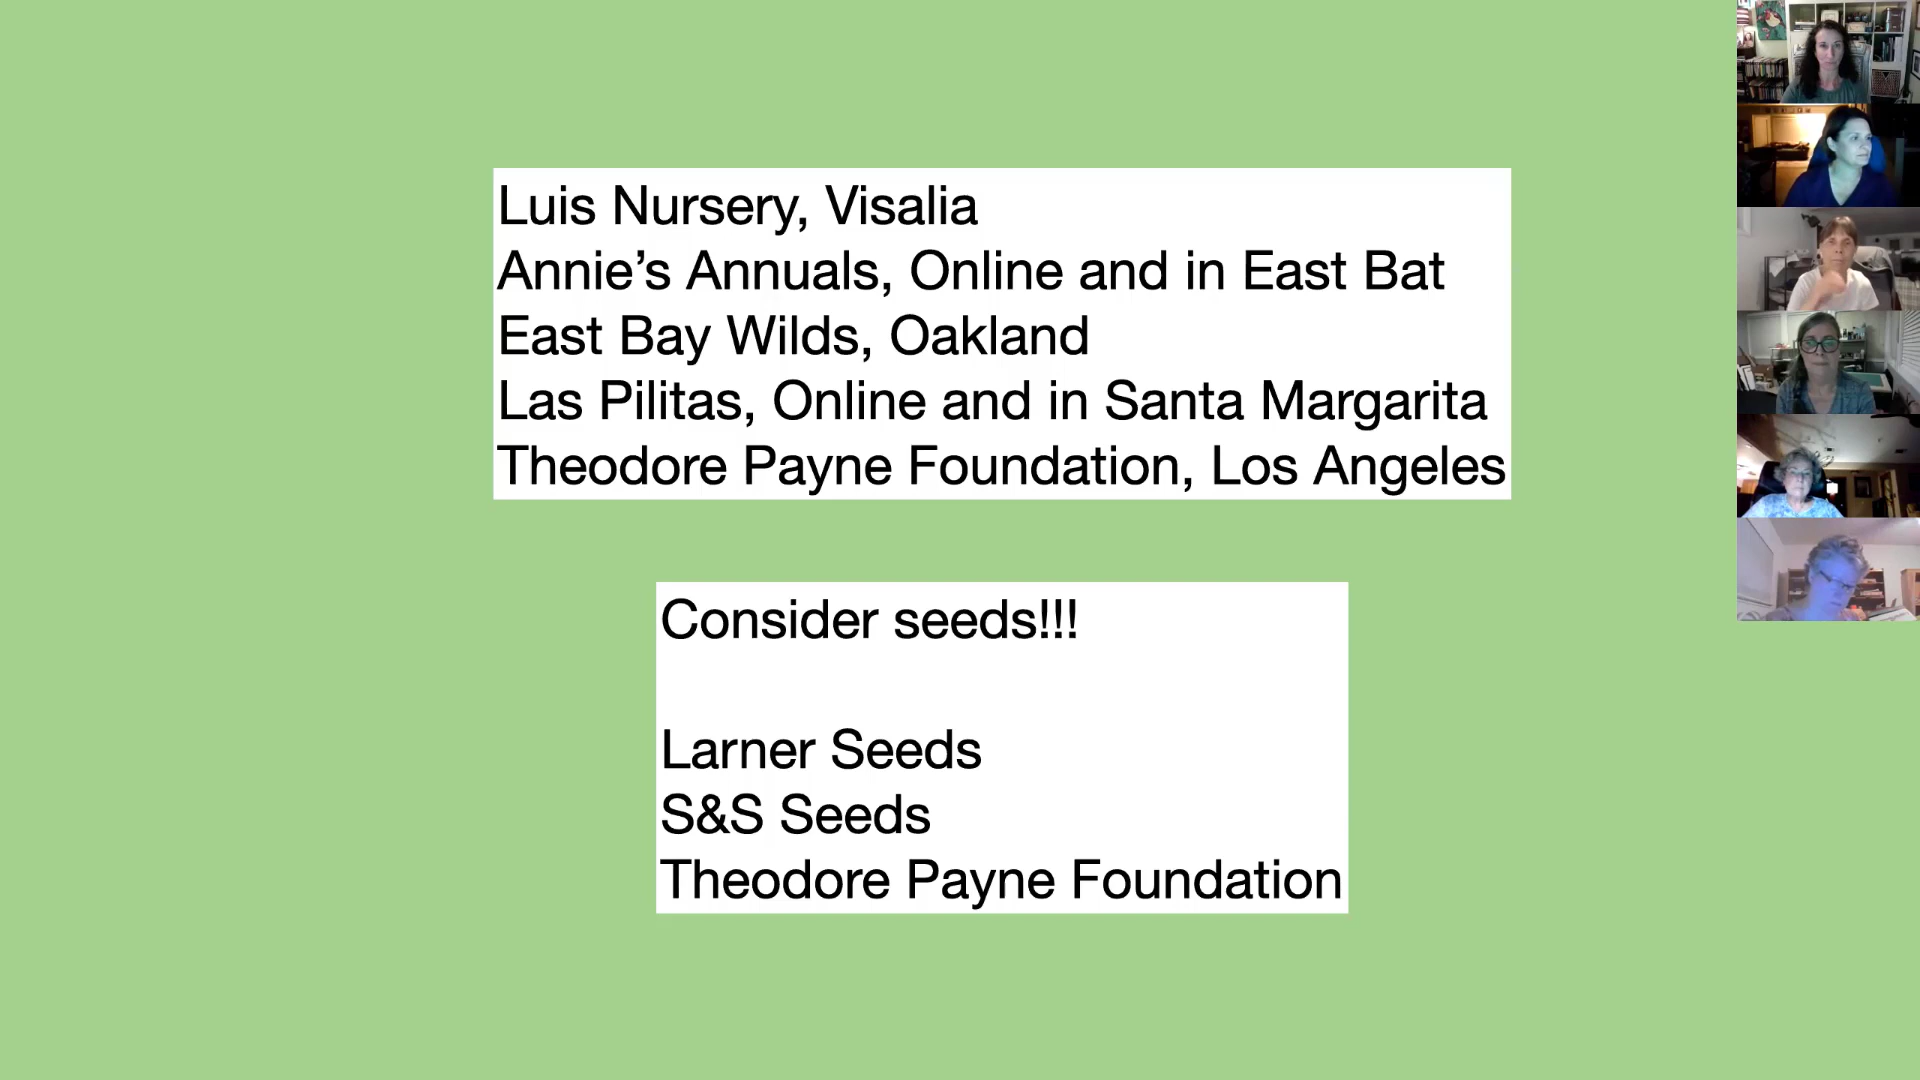 Luis Nursery, Visalia
Annie’s Annuals, Online and in East Bat
East Bay Wilds, Oakland
Las Pilitas, Online and in Santa Margarita
Theodore Payne Foundation, Los Angeles
Consider seeds!!!
Larner Seeds
S&S Seeds
Theodore Payne Foundation